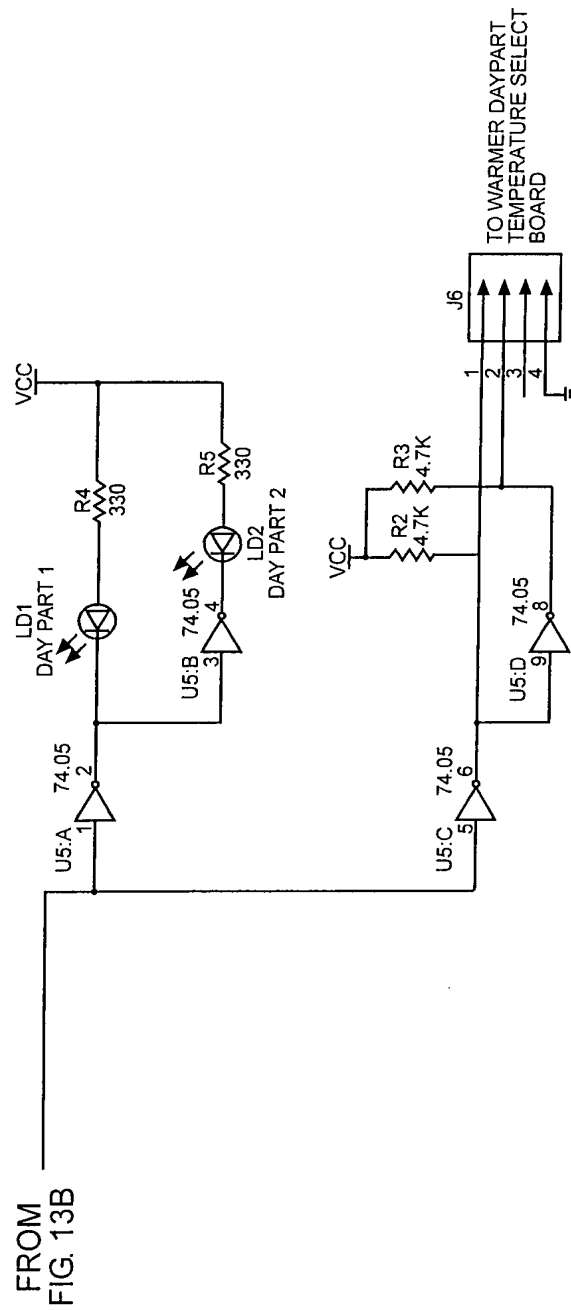 FROM
FIG. 13B
U5:A
1
74.05
2
LD1
DAY PART 1
R4
330
VCC
U5:B
3
74.05
4
LD2
DAY PART 2
R5
330
U5:C
5
74.05
6
U5:D
9
74.05
8
VCC
R2
4.7K
R3
4.7K
1
2
3
4
J6
TO WARMER DAYPART
TEMPERATURE SELECT
BOARD